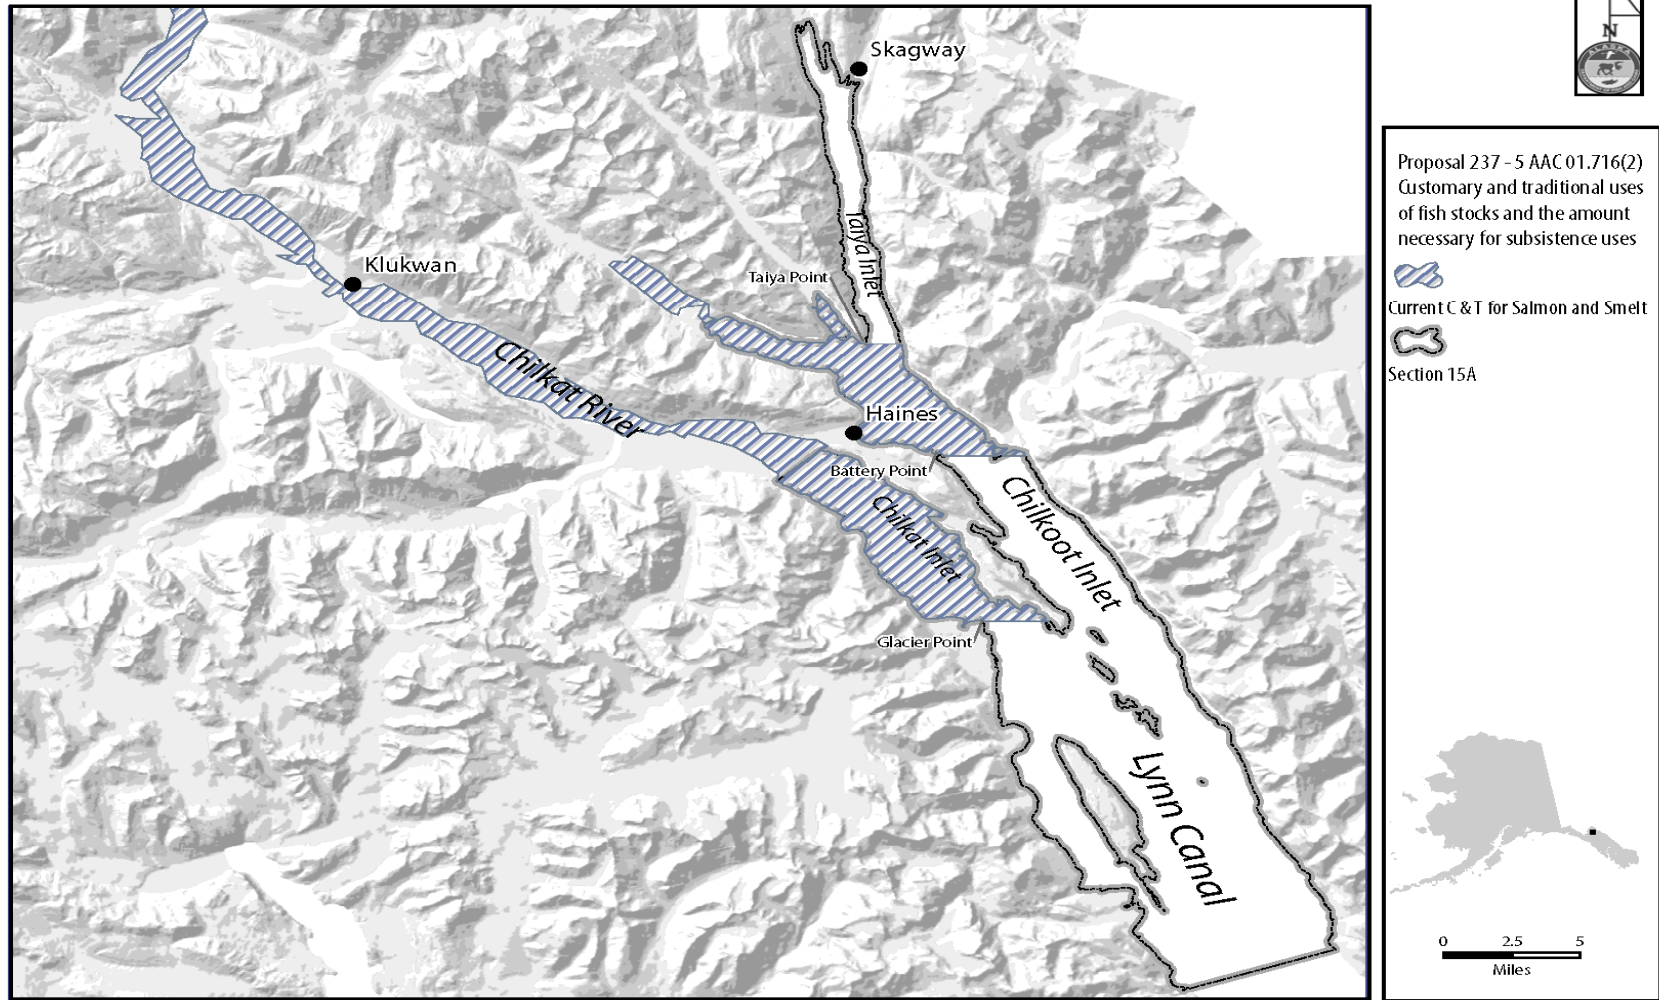 Skagway
Taiya Inlet
Klukwan
Taiya Point
Chilkat River
Haines
Battery Point
Chilkat Inlet
Chilkoot Inlet
Glacier Point
Lynn Canal
N
ALASKA
Proposal 237 - 5 AAC 01.716(2)
Customary and traditional uses
of fish stocks and the amount
necessary for subsistence uses
Current C & T for Salmon and Smelt
Section 15A
0 2.5 5
Miles